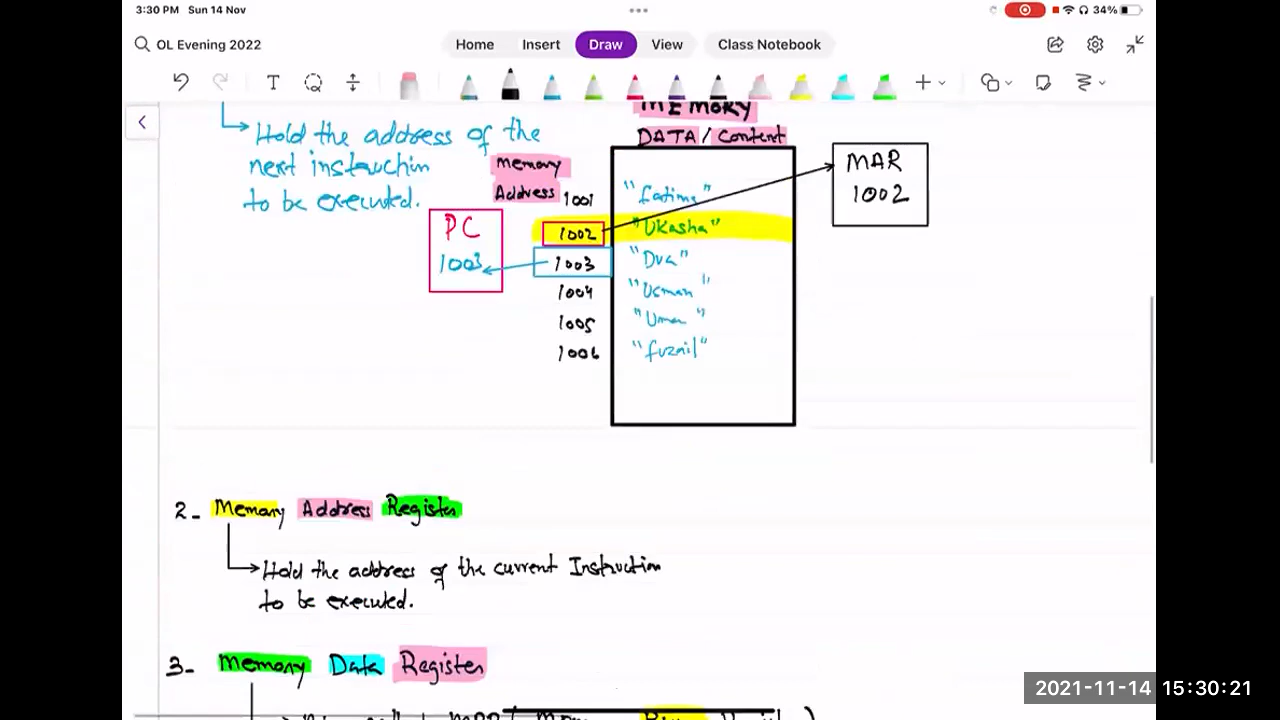 3:30 PM Sun 14 Nov
34%
OL Evening 2022
Home Insert Draw View Class Notebook
MEMORY
DATA / Content
Hold the address of the
next instruction
to be executed.
Memory
Address
PC
1003
1001 "Fatima"
1002 "Ukasha"
1003 "Dua"
1004 "Usman"
1005 "Umar"
1006 "fuzail"
MAR
1002
2- Memory Address Register
Hold the address of the current Instruction
to be executed.
3- Memory Data Register
2021-11-14 15:30:21